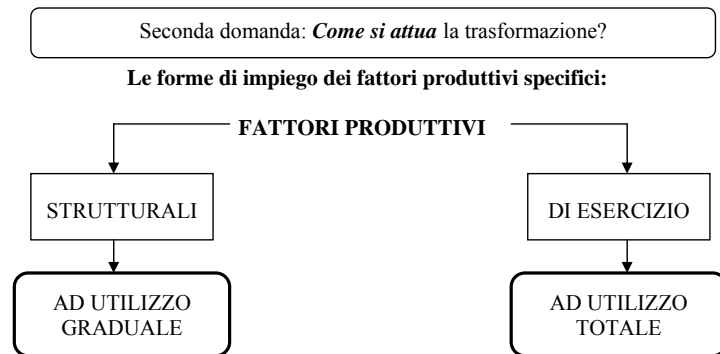 Seconda domanda: Come si attua la trasformazione?
Le forme di impiego dei fattori produttivi specifici:
FATTORI PRODUTTIVI
STRUTTURALI
DI ESERCIZIO
AD UTILIZZO
GRADUALE
AD UTILIZZO
TOTALE